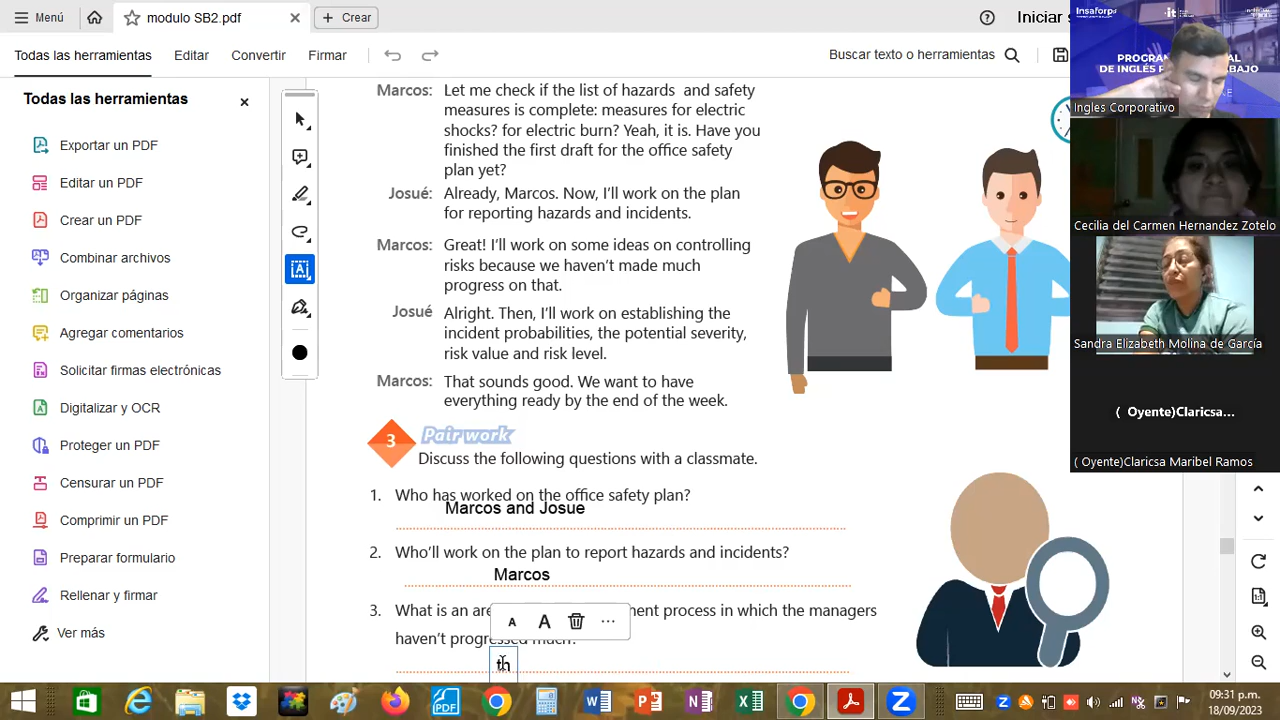 Menú
modulo SB2.pdf
Crear
Iniciar s
Todas las herramientas
Editar
Convertir
Firmar
Buscar texto o herramientas
Todas las herramientas
Exportar un PDF
Editar un PDF
Crear un PDF
Combinar archivos
Organizar páginas
Agregar comentarios
Solicitar firmas electrónicas
Digitalizar y OCR
Proteger un PDF
Censurar un PDF
Comprimir un PDF
Preparar formulario
Rellenar y firmar
Ver más
Marcos: Let me check if the list of hazards and safety
measures is complete: measures for electric
shocks? for electric burn? Yeah, it is. Have you
finished the first draft for the office safety
plan yet?
Josué: Already, Marcos. Now, I'll work on the plan
for reporting hazards and incidents.
Marcos: Great! I'll work on some ideas on controlling
risks because we haven't made much
progress on that.
Josué Alright. Then, I'll work on establishing the
incident probabilities, the potential severity,
risk value and risk level.
Marcos: That sounds good. We want to have
everything ready by the end of the week.
3 Pair work
Discuss the following questions with a classmate.
1. Who has worked on the office safety plan?
Marcos and Josue
2. Who'll work on the plan to report hazards and incidents?
Marcos
3. What is an are ment process in which the managers
haven't progressed much?
A A ...
th
Insaforp
PROGRAM AL
DE INGLÉS P BAJO
NE
Ingles Corporativo
Cecilia del Carmen Hernandez Zotelo
Sandra Elizabeth Molina de García
( Oyente)Claricsa...
( Oyente)Claricsa Maribel Ramos
09:31 p.m.
18/09/2023